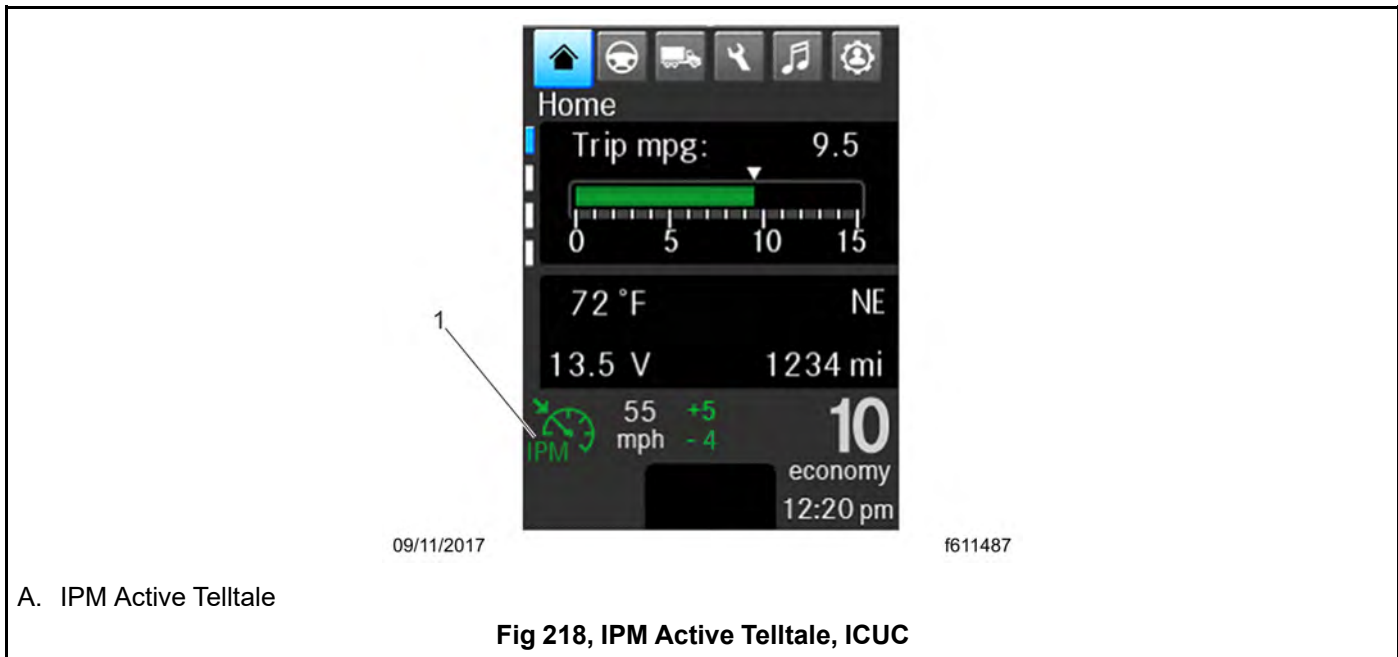 Home
Trip mpg: 9.5
0 5 10 15
72 °F NE
13.5 V 1234 mi
1
IPM
55 +5
mph - 4
10
economy
12:20 pm
09/11/2017 f611487
A. IPM Active Telltale
Fig 218, IPM Active Telltale, ICUC